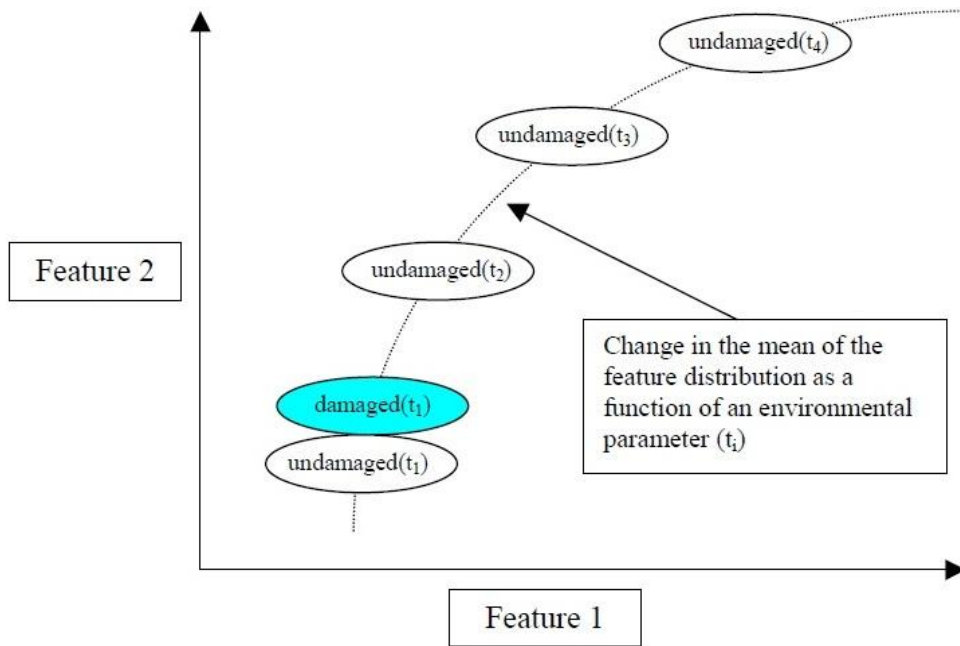 undamaged(t₄)
undamaged(t₃)
Feature 2
undamaged(t₂)
Change in the mean of the
feature distribution as a
function of an environmental
parameter (tᵢ)
damaged(t₁)
undamaged(t₁)
Feature 1